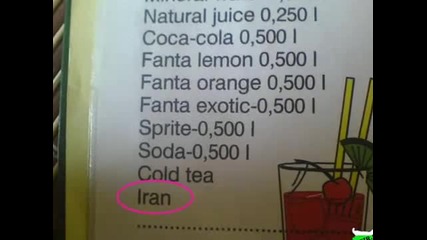 Natural juice 0,250 l
Coca-cola 0,500 l
Fanta lemon 0,500 l
Fanta orange 0,500 l
Fanta exotic-0,500 l
Sprite-0,500 l
Soda-0,500 l
Cold tea
Iran